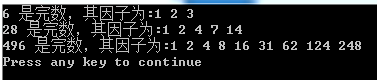 6 是完数，其因子为:1 2 3
28 是完数，其因子为:1 2 4 7 14
496 是完数，其因子为:1 2 4 8 16 31 62 124 248
Press any key to continue